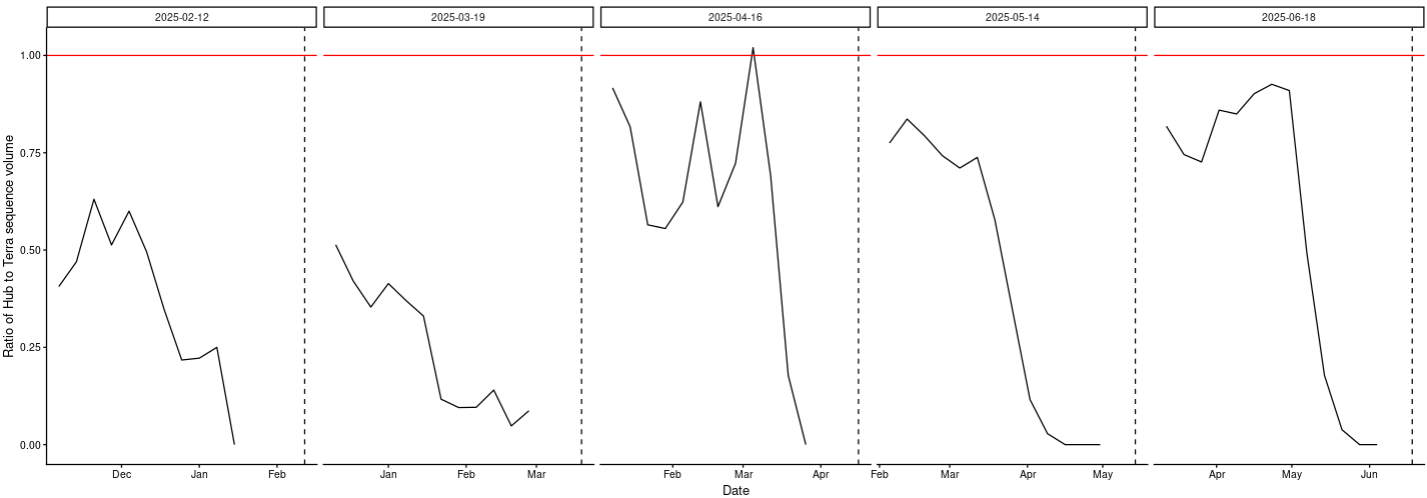 2025-02-12 2025-03-19 2025-04-16 2025-05-14 2025-06-18
Ratio of Hub to Terra sequence volume
1.00
0.75
0.50
0.25
0.00
Dec Jan Feb Jan Feb Mar Feb Mar Apr Feb Mar Apr May Apr May Jun
Date